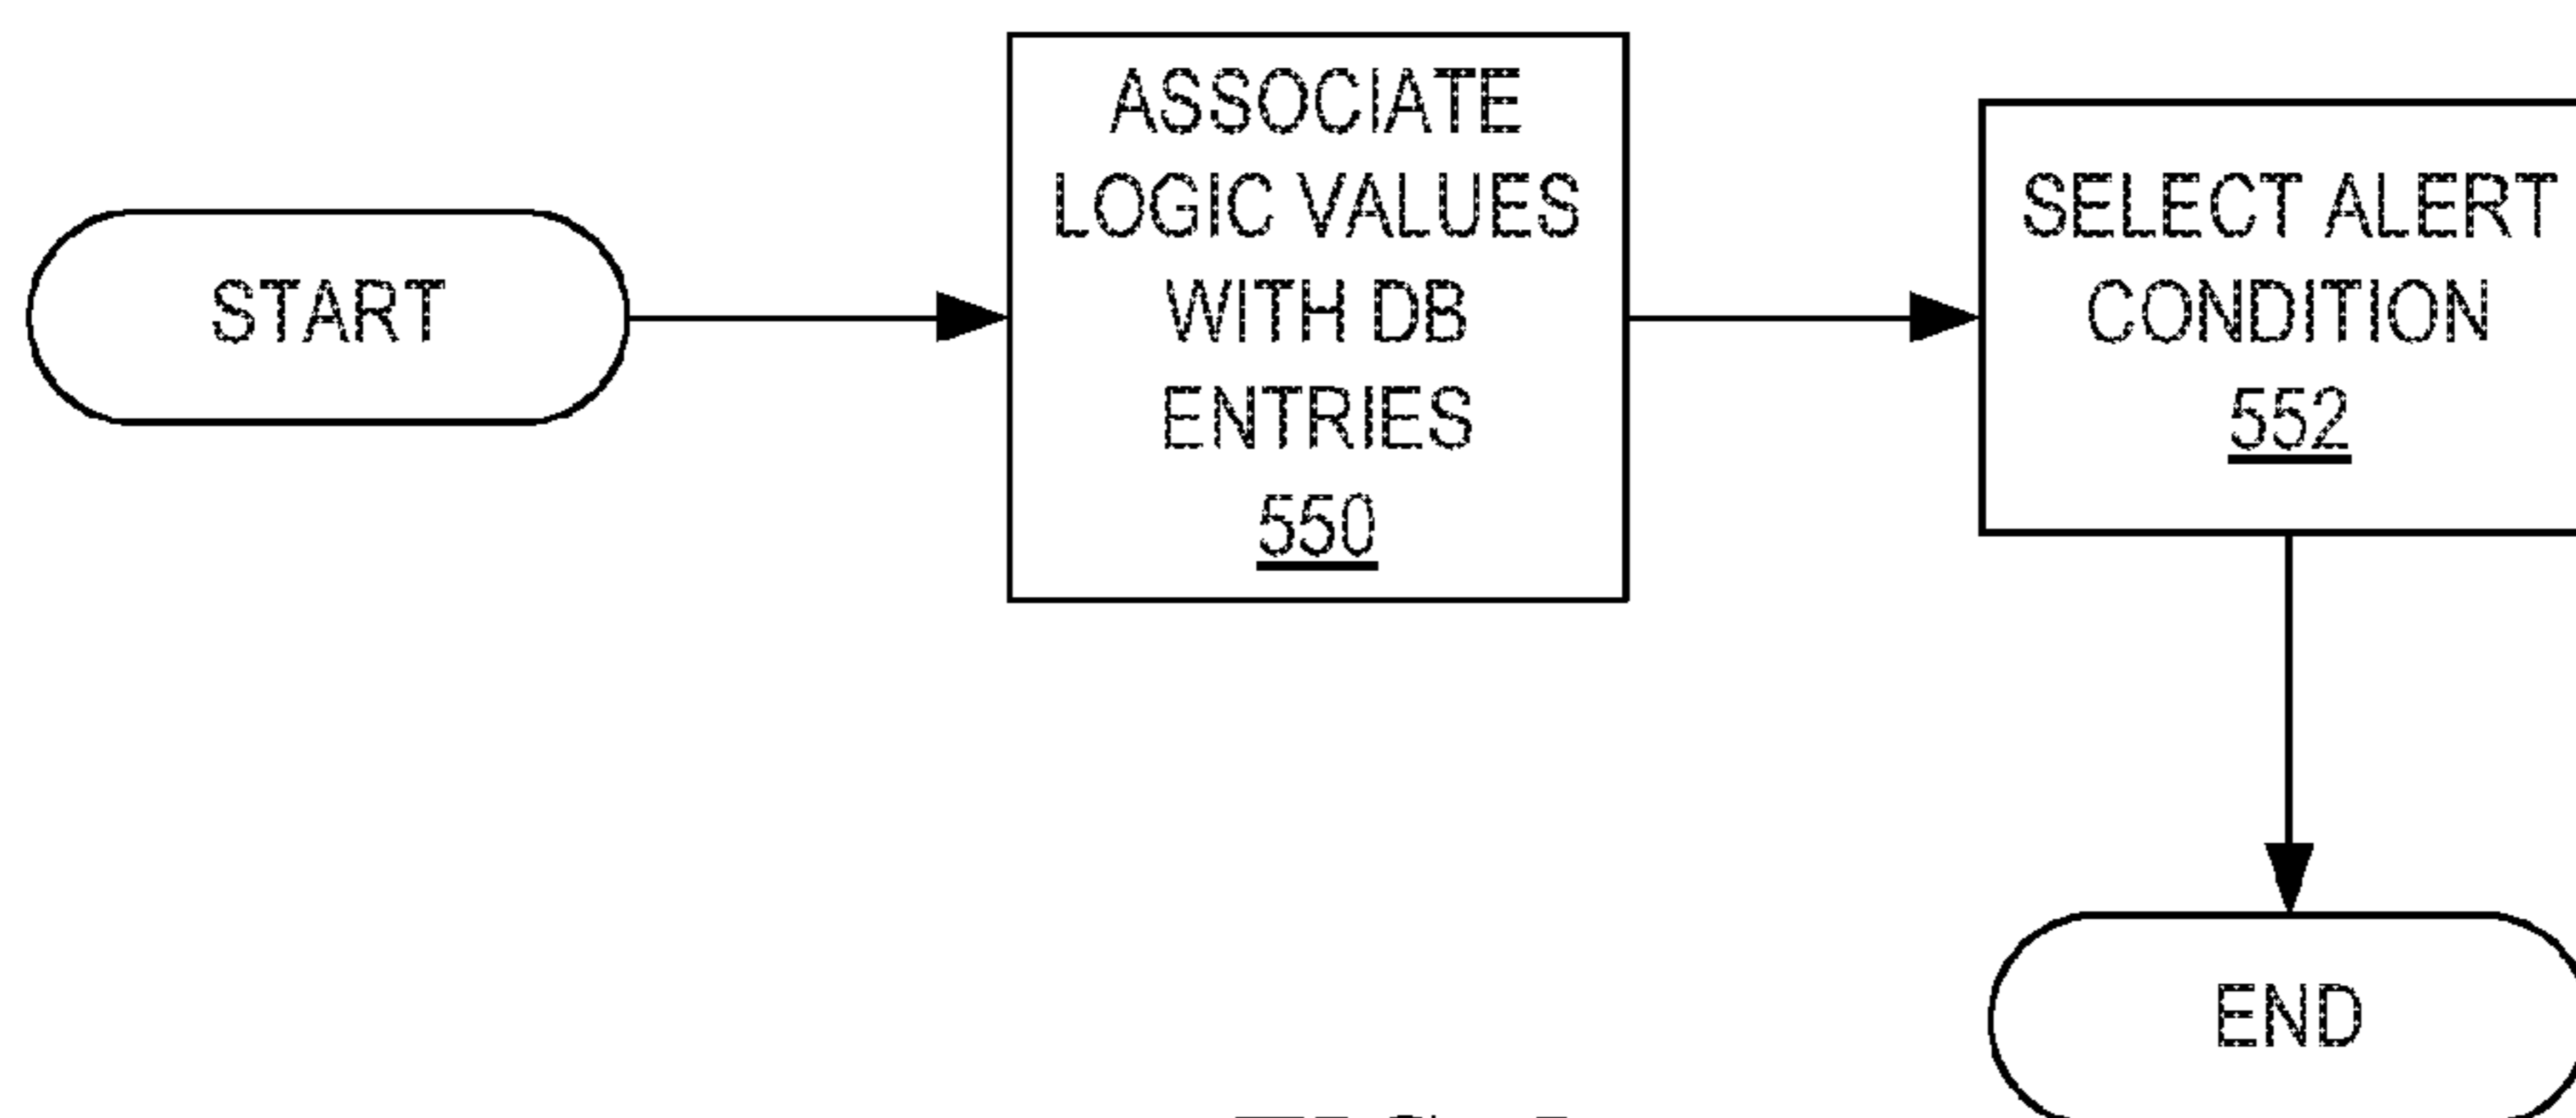 START
ASSOCIATE
LOGIC VALUES
WITH DB
ENTRIES
550
SELECT ALERT
CONDITION
552
END